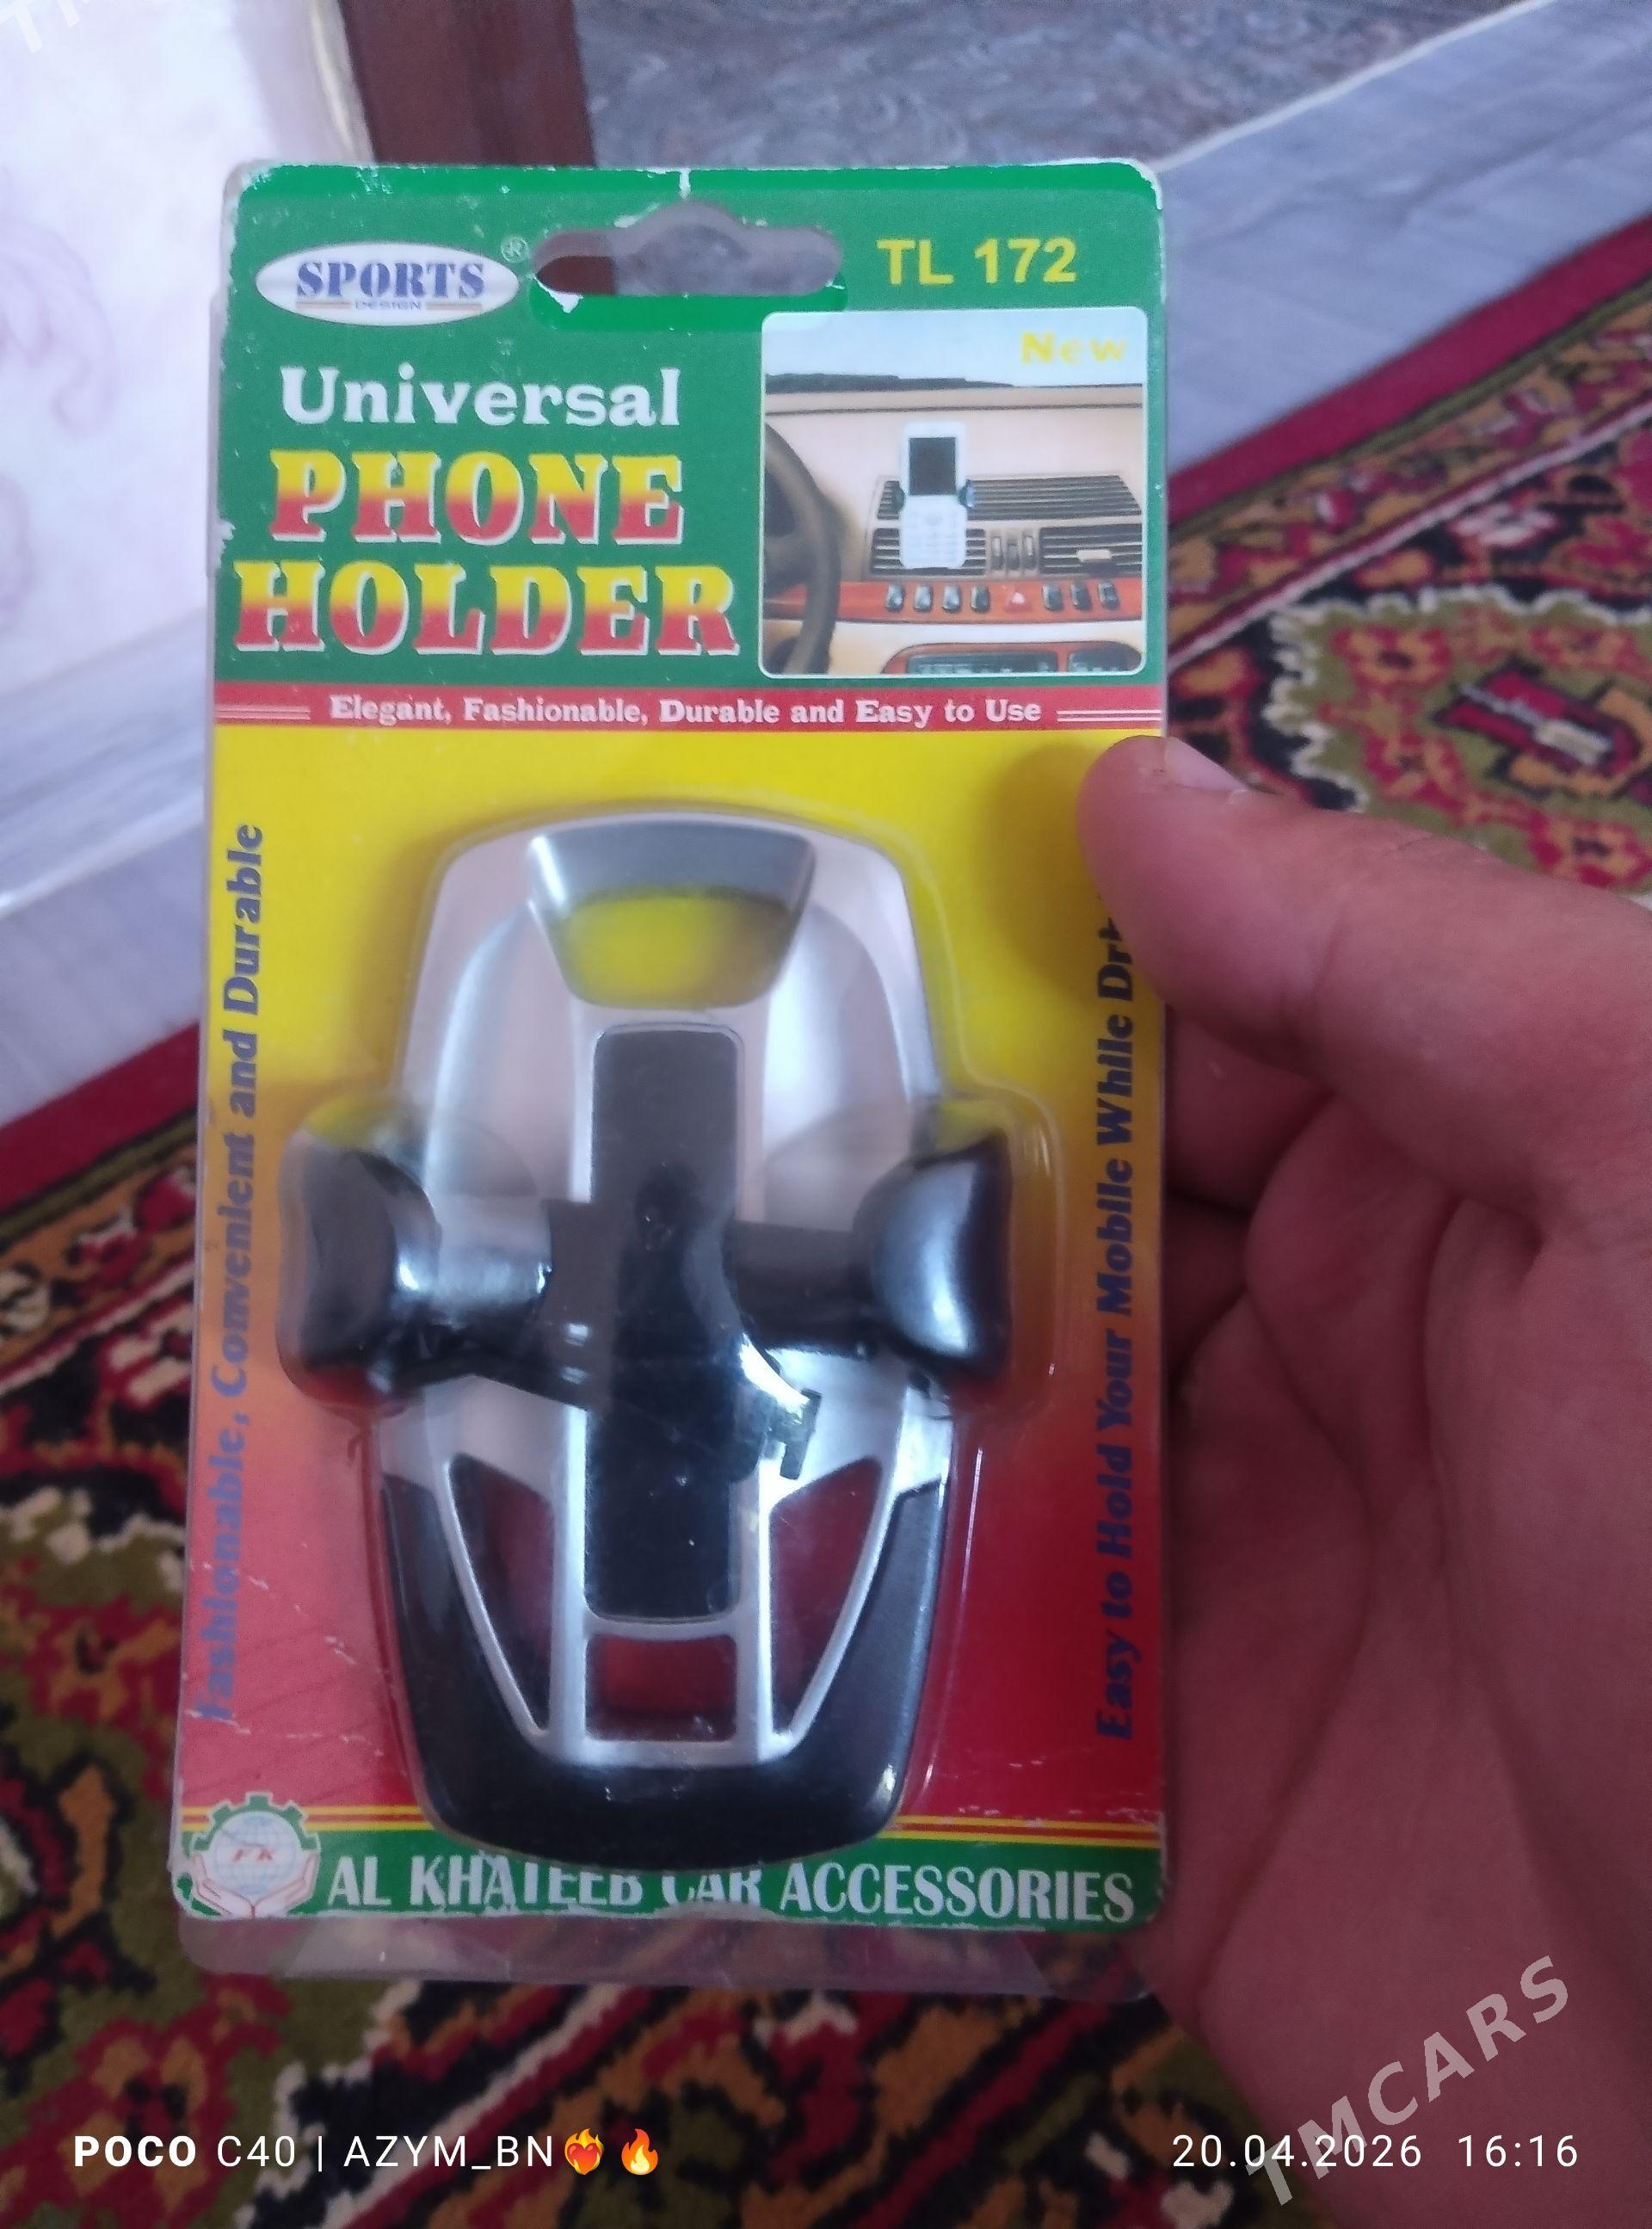 SPORTS ®
DESIGN
TL 172
New
Universal
PHONE
HOLDER
Elegant, Fashionable, Durable and Easy to Use
Fashionable, Convenient and Durable
Easy to Hold Your Mobile While
FK
AL KHATEEB CAR ACCESSORIES
TMCARS
POCO C40 | AZYM_BN❤️‍🔥🔥
20.04.2026 16:16